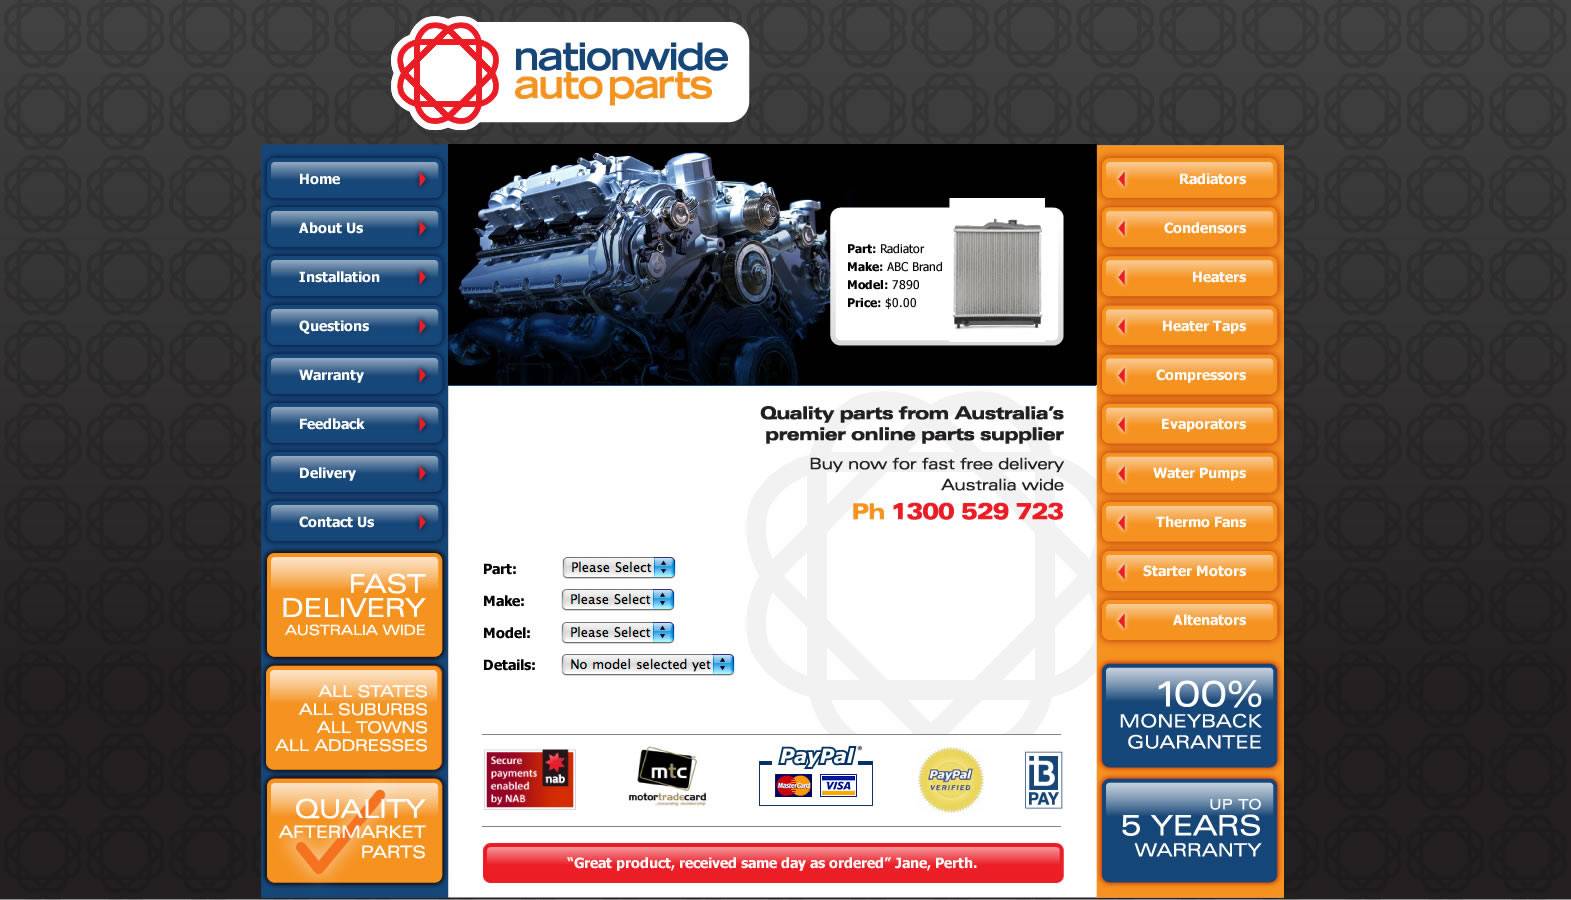 nationwide
auto parts
Home
About Us
Installation
Questions
Warranty
Feedback
Delivery
Contact Us
FAST
DELIVERY
AUSTRALIA WIDE
ALL STATES
ALL SUBURBS
ALL TOWNS
ALL ADDRESSES
QUALITY
AFTERMARKET
PARTS
Part: Radiator
Make: ABC Brand
Model: 7890
Price: $0.00
Quality parts from Australia's
premier online parts supplier
Buy now for fast free delivery
Australia wide
Ph 1300 529 723
Part: Please Select
Make: Please Select
Model: Please Select
Details: No model selected yet
Secure
payments
enabled
by NAB
nab
mtc
motortradecard
PayPal
MasterCard
VISA
PayPal
VERIFIED
B
PAY
“Great product, received same day as ordered” Jane, Perth.
Radiators
Condensors
Heaters
Heater Taps
Compressors
Evaporators
Water Pumps
Thermo Fans
Starter Motors
Altenators
100%
MONEYBACK
GUARANTEE
UP TO
5 YEARS
WARRANTY